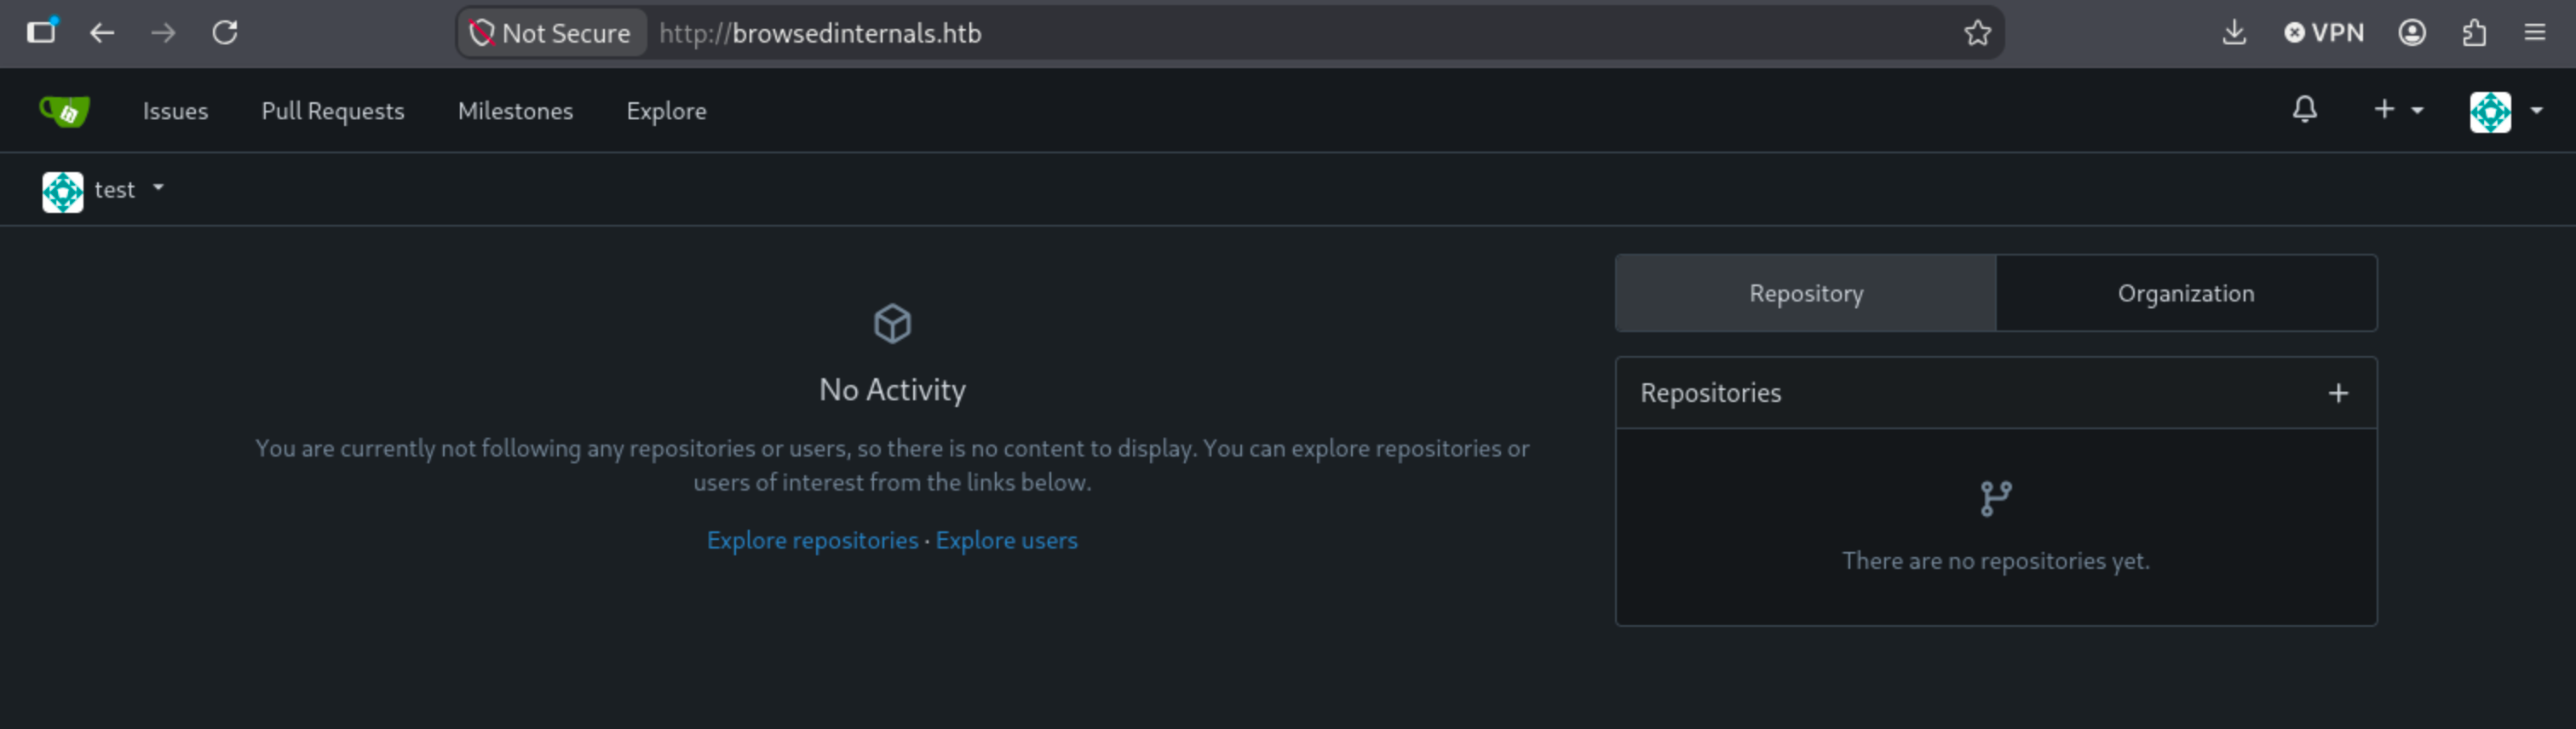 Not Secure http://browsedinternals.htb VPN
Issues Pull Requests Milestones Explore
test
Repository Organization
No Activity
Repositories
You are currently not following any repositories or users, so there is no content to display. You can explore repositories or
users of interest from the links below.
Explore repositories · Explore users
There are no repositories yet.